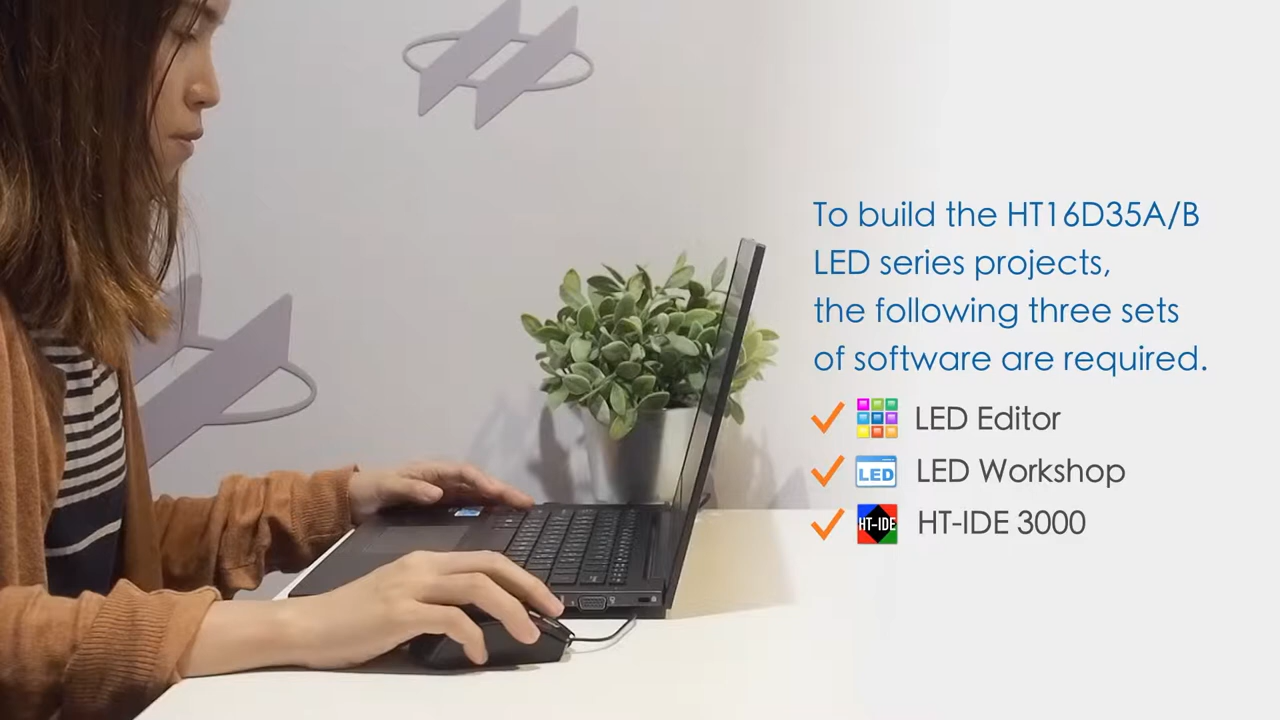 To build the HT16D35A/B
LED series projects,
the following three sets
of software are required.
LED Editor
LED
LED Workshop
HT-IDE
HT-IDE 3000